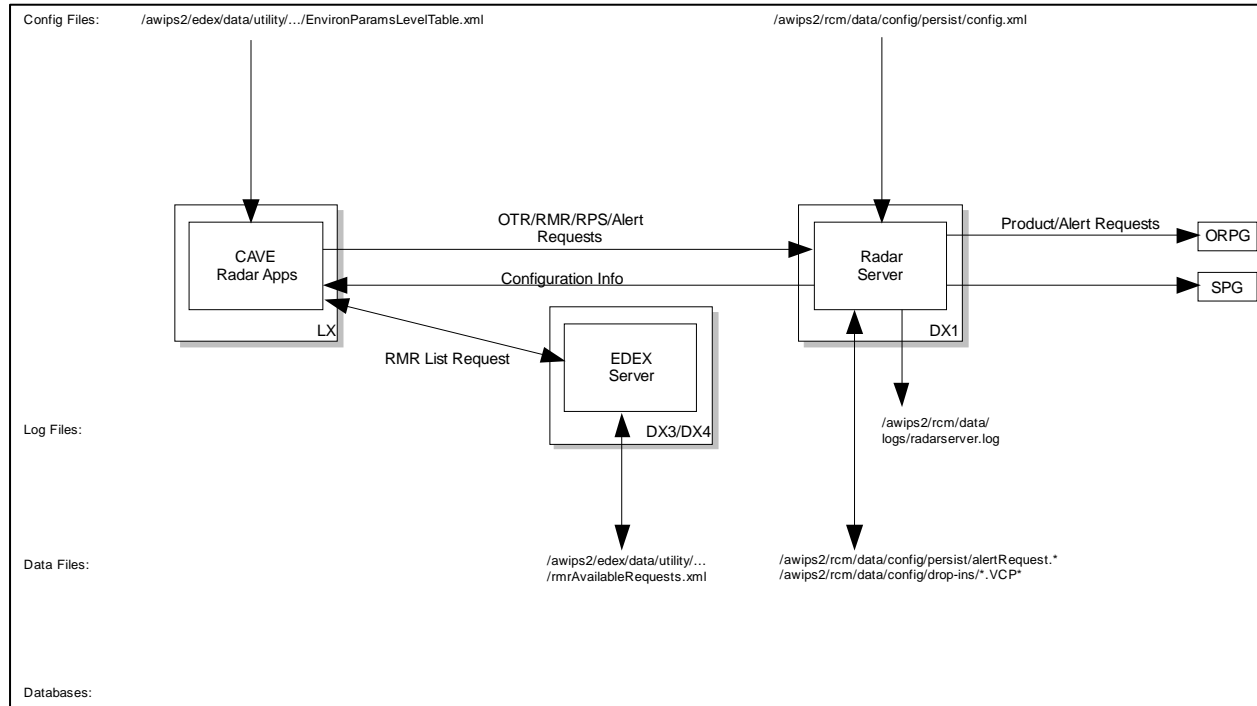 Config Files:
/awips2/edex/data/utility/.../EnvironParamsLevelTable.xml
/awips2/rcm/data/config/persist/config.xml
CAVE
Radar Apps
LX
OTR/RMR/RPS/Alert
Requests
Configuration Info
Radar
Server
DX1
Product/Alert Requests
ORPG
SPG
RMR List Request
EDEX
Server
DX3/DX4
Log Files:
/awips2/rcm/data/
logs/radarserver.log
Data Files:
/awips2/edex/data/utility/...
/rmrAvailableRequests.xml
/awips2/rcm/data/config/persist/alertRequest.*
/awips2/rcm/data/config/drop-ins/*.VCP*
Databases: